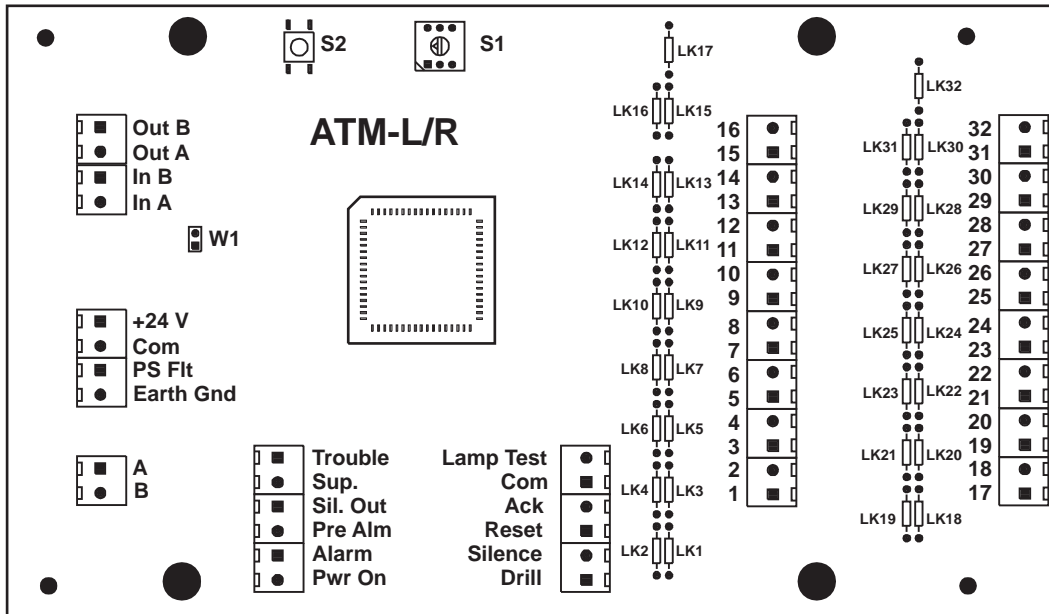 S2
S1
LK17
LK32
LK16
LK15
ATM-L/R
Out B
Out A
In B
In A
W1
+24 V
Com
PS Flt
Earth Gnd
A
B
Trouble
Sup.
Sil. Out
Pre Alm
Alarm
Pwr On
Lamp Test
Com
Ack
Reset
Silence
Drill
LK14
LK13
LK12
LK11
LK10
LK9
LK8
LK7
LK6
LK5
LK4
LK3
LK2
LK1
16
15
14
13
12
11
10
9
8
7
6
5
4
3
2
1
LK31
LK30
LK29
LK28
LK27
LK26
LK25
LK24
LK23
LK22
LK21
LK20
LK19
LK18
32
31
30
29
28
27
26
25
24
23
22
21
20
19
18
17